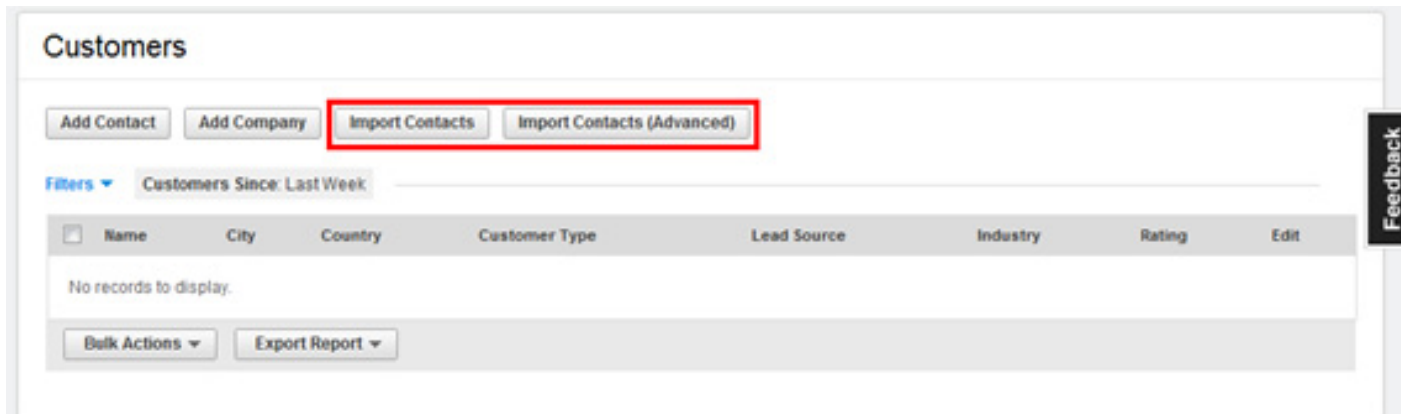 Customers
Add Contact Add Company Import Contacts Import Contacts (Advanced)
Feedback
Filters Customers Since: Last Week
Name City Country Customer Type Lead Source Industry Rating Edit
No records to display.
Bulk Actions Export Report